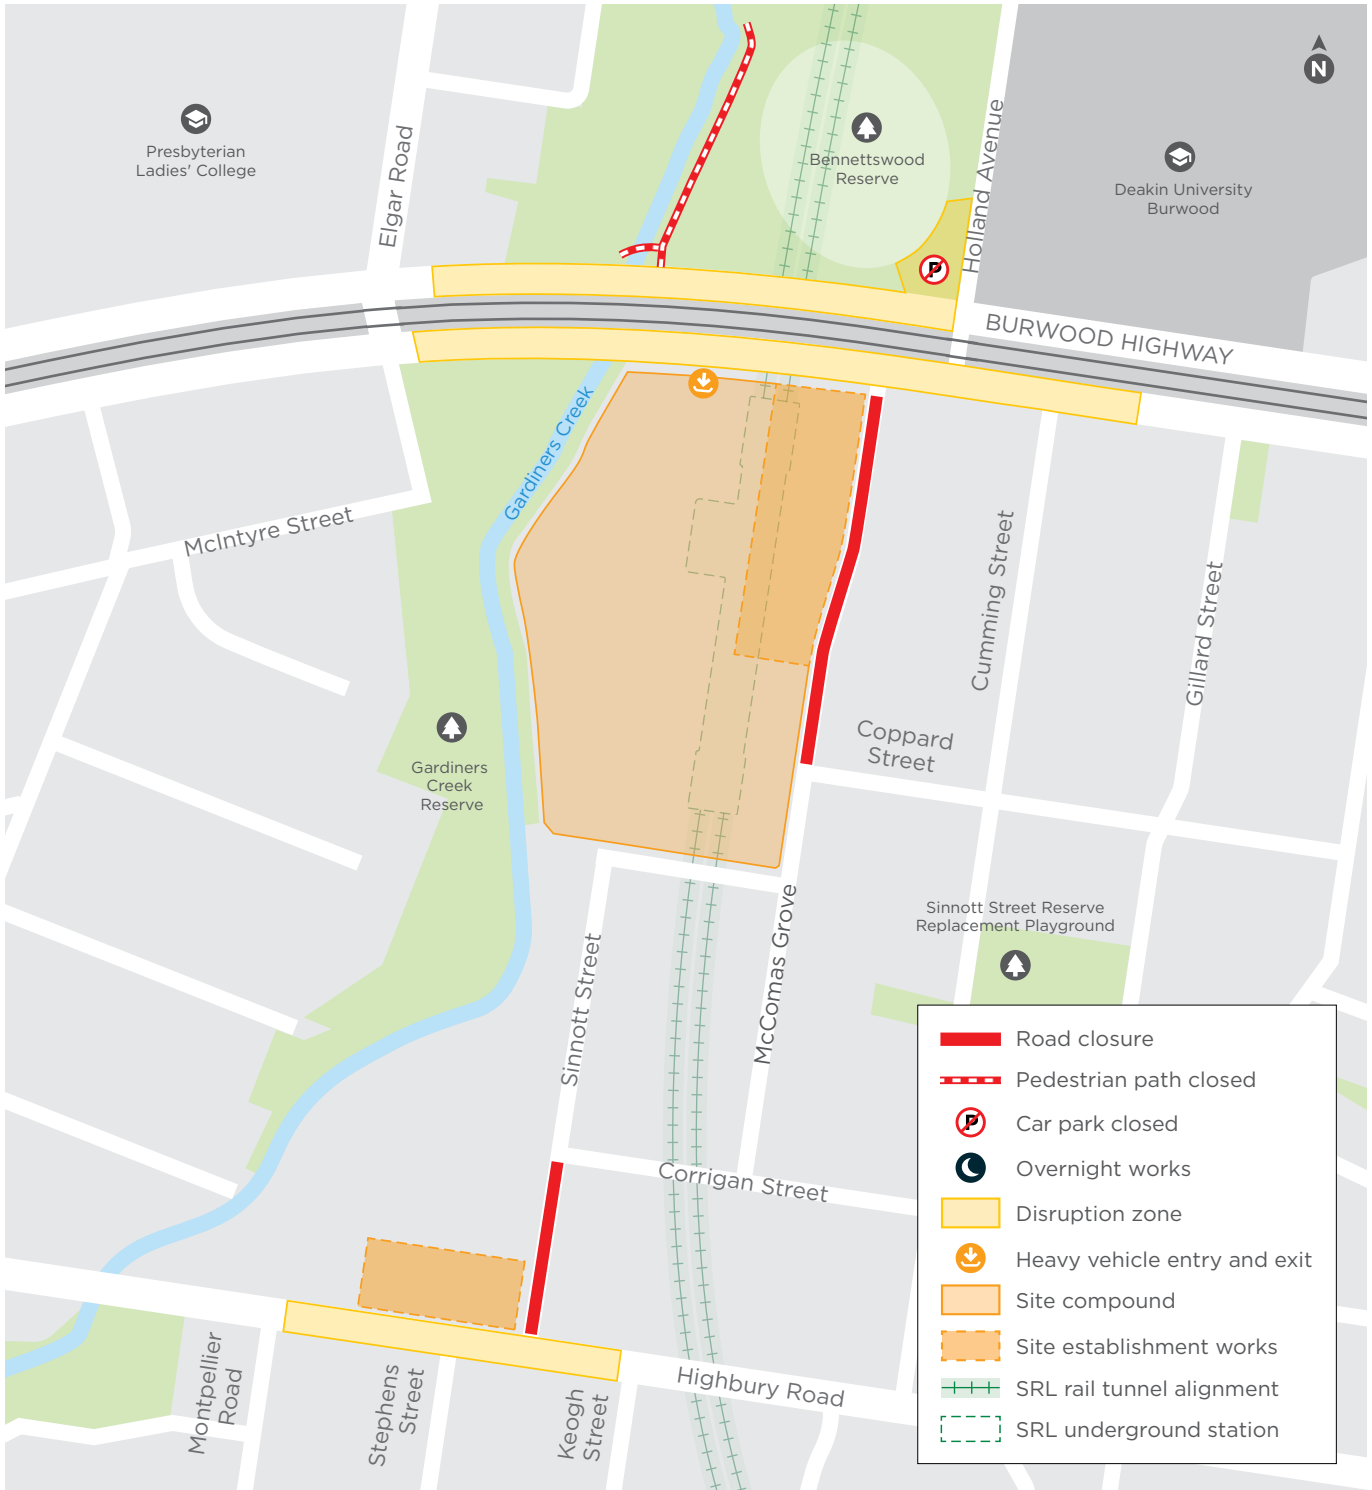 N
Presbyterian
Ladies' College
Elgar Road
Bennettswood
Reserve
Holland Avenue
Deakin University
Burwood
P
BURWOOD HIGHWAY
Gardiners Creek
McIntyre Street
Cumming Street
Gillard Street
Coppard
Street
Gardiners
Creek
Reserve
Sinnott Street Reserve
Replacement Playground
McComas Grove
Sinnott Street
Corrigan Street
Montpellier
Road
Stephens
Street
Keogh
Street
Highbury Road
Road closure
Pedestrian path closed
P
Car park closed
Overnight works
Disruption zone
Heavy vehicle entry and exit
Site compound
Site establishment works
SRL rail tunnel alignment
SRL underground station